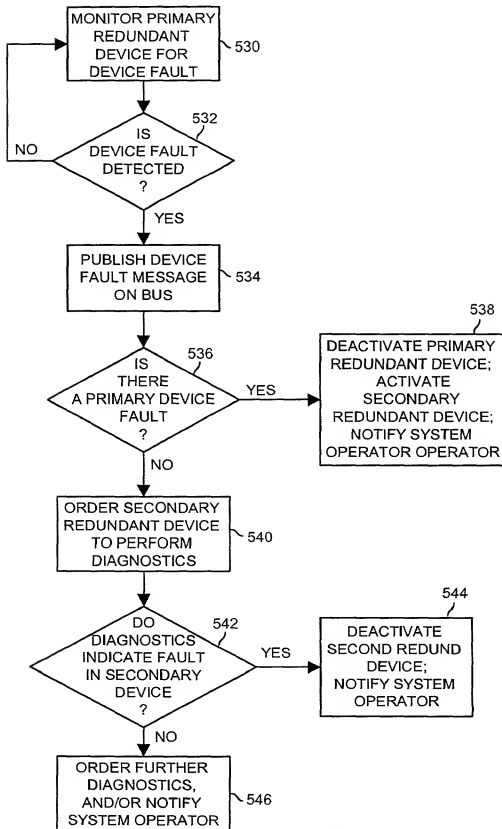 MONITOR PRIMARY
REDUNDANT
DEVICE FOR
DEVICE FAULT
530
532
IS
DEVICE FAULT
DETECTED
?
NO
YES
PUBLISH DEVICE
FAULT MESSAGE
ON BUS
534
536
IS
THERE
A PRIMARY DEVICE
FAULT
?
YES
NO
538
DEACTIVATE PRIMARY
REDUNDANT DEVICE;
ACTIVATE
SECONDARY
REDUNDANT DEVICE;
NOTIFY SYSTEM
OPERATOR OPERATOR
ORDER SECONDARY
REDUNDANT DEVICE
TO PERFORM
DIAGNOSTICS
540
542
DO
DIAGNOSTICS
INDICATE FAULT
IN SECONDARY
DEVICE
?
YES
NO
544
DEACTIVATE
SECOND REDUND
DEVICE;
NOTIFY SYSTEM
OPERATOR
ORDER FURTHER
DIAGNOSTICS,
AND/OR NOTIFY
SYSTEM OPERATOR
546